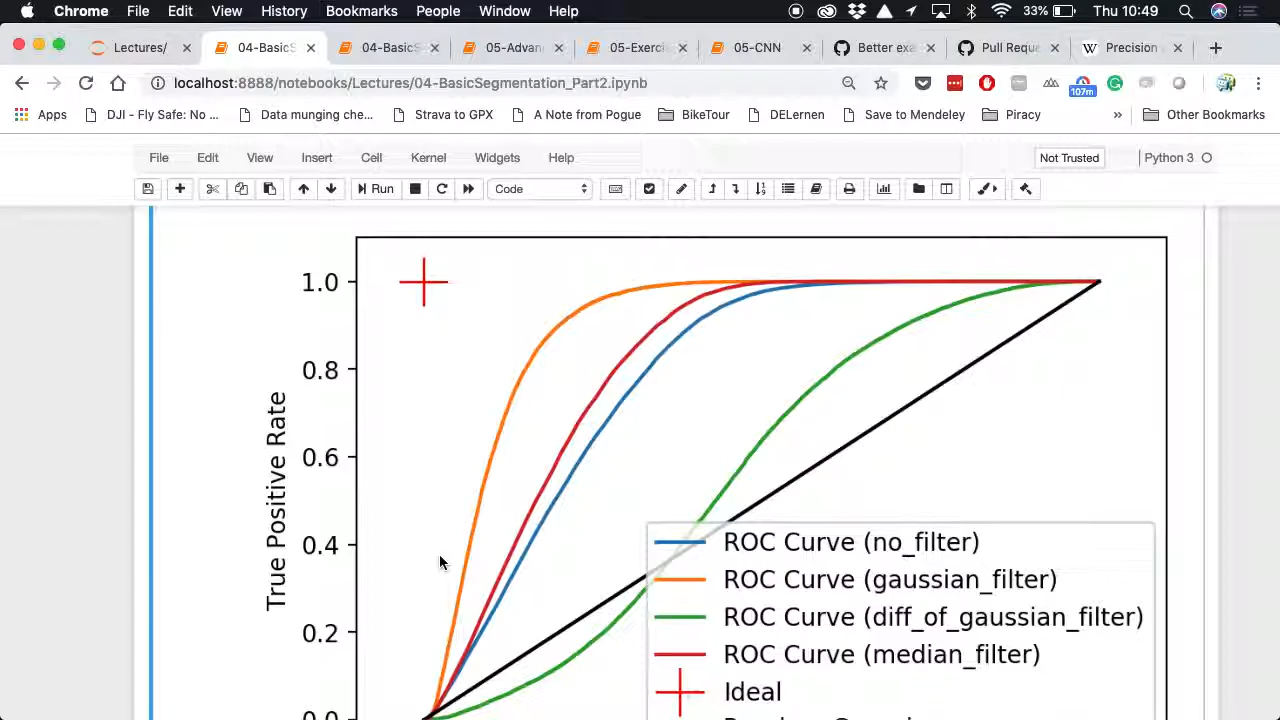 Chrome File Edit View History Bookmarks People Window Help 33% Thu 10:49
Lectures/ 04-BasicS 04-BasicS 05-Advan 05-Exerci 05-CNN Better exa Pull Reque Precision
localhost:8888/notebooks/Lectures/04-BasicSegmentation_Part2.ipynb
107m
Apps DJI - Fly Safe: No ... Data munging che... Strava to GPX A Note from Pogue BikeTour DELernen Save to Mendeley Piracy » Other Bookmarks
File Edit View Insert Cell Kernel Widgets Help Not Trusted Python 3
Run Code
1.0
0.8
0.6
0.4
0.2
0.0
True Positive Rate
ROC Curve (no_filter)
ROC Curve (gaussian_filter)
ROC Curve (diff_of_gaussian_filter)
ROC Curve (median_filter)
Ideal